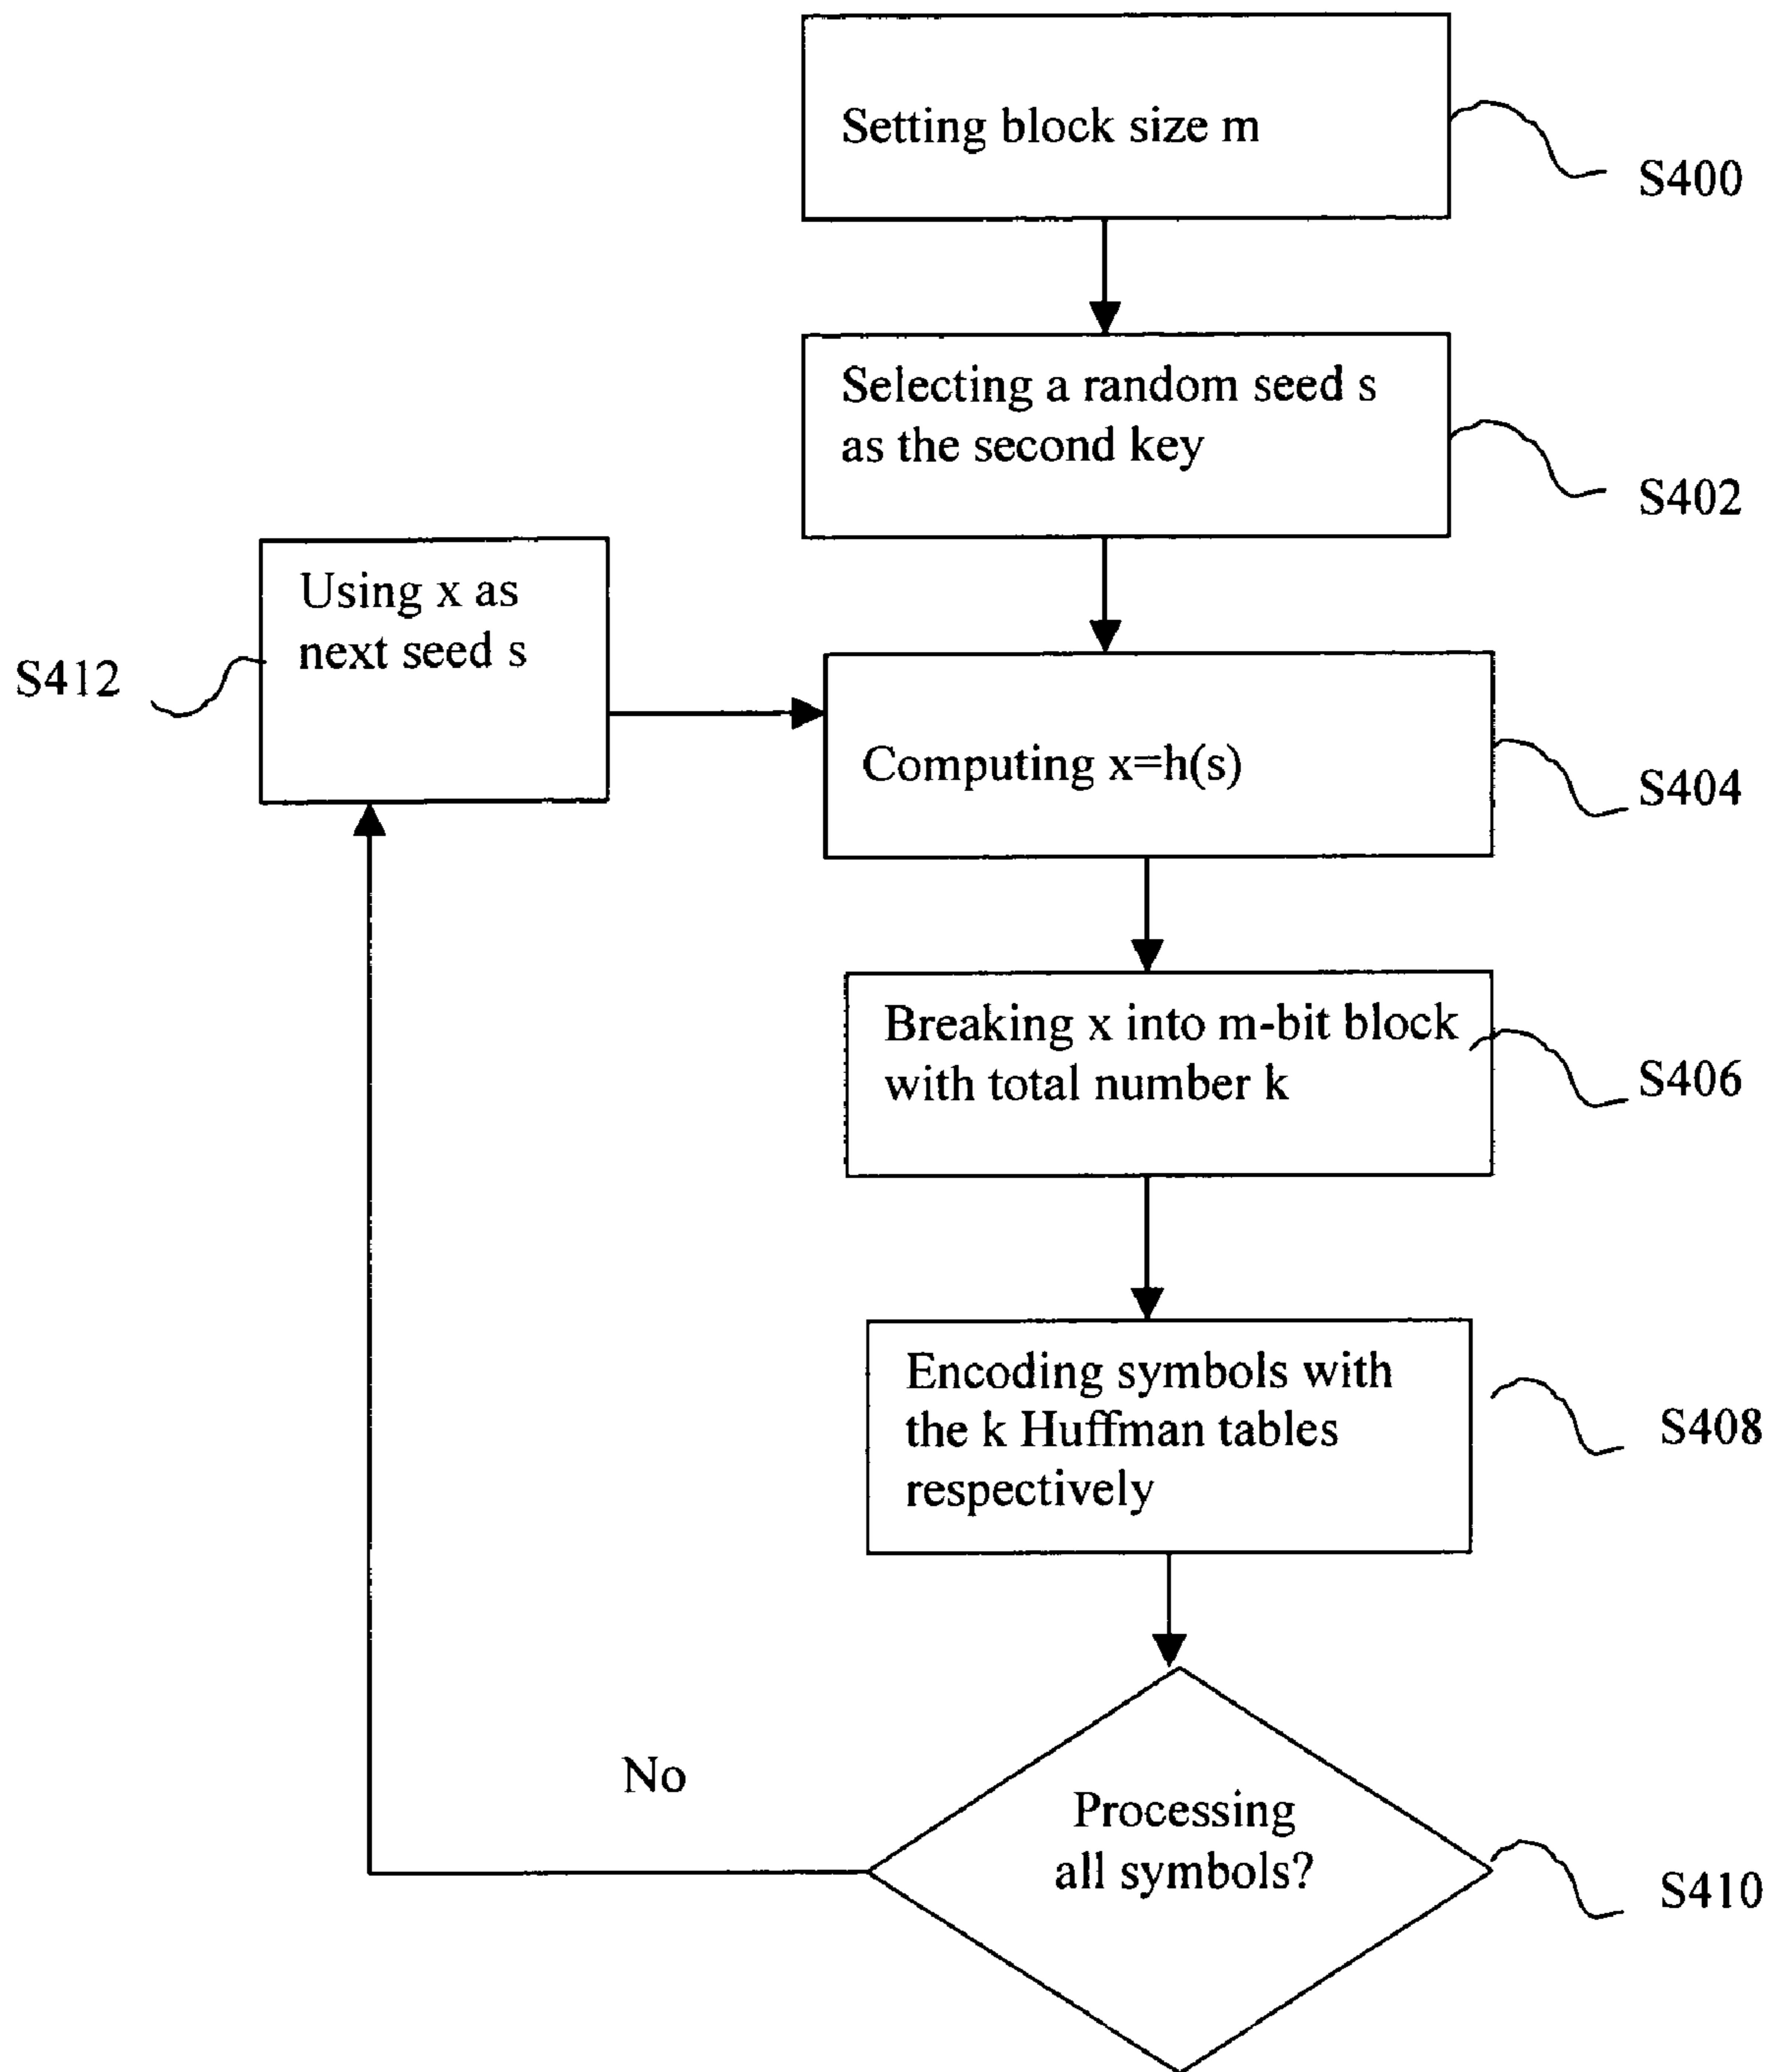 Setting block size m
S400
Selecting a random seed s
as the second key
S402
Using x as
next seed s
S412
Computing x=h(s)
S404
Breaking x into m-bit block
with total number k
S406
Encoding symbols with
the k Huffman tables
respectively
S408
No
Processing
all symbols?
S410